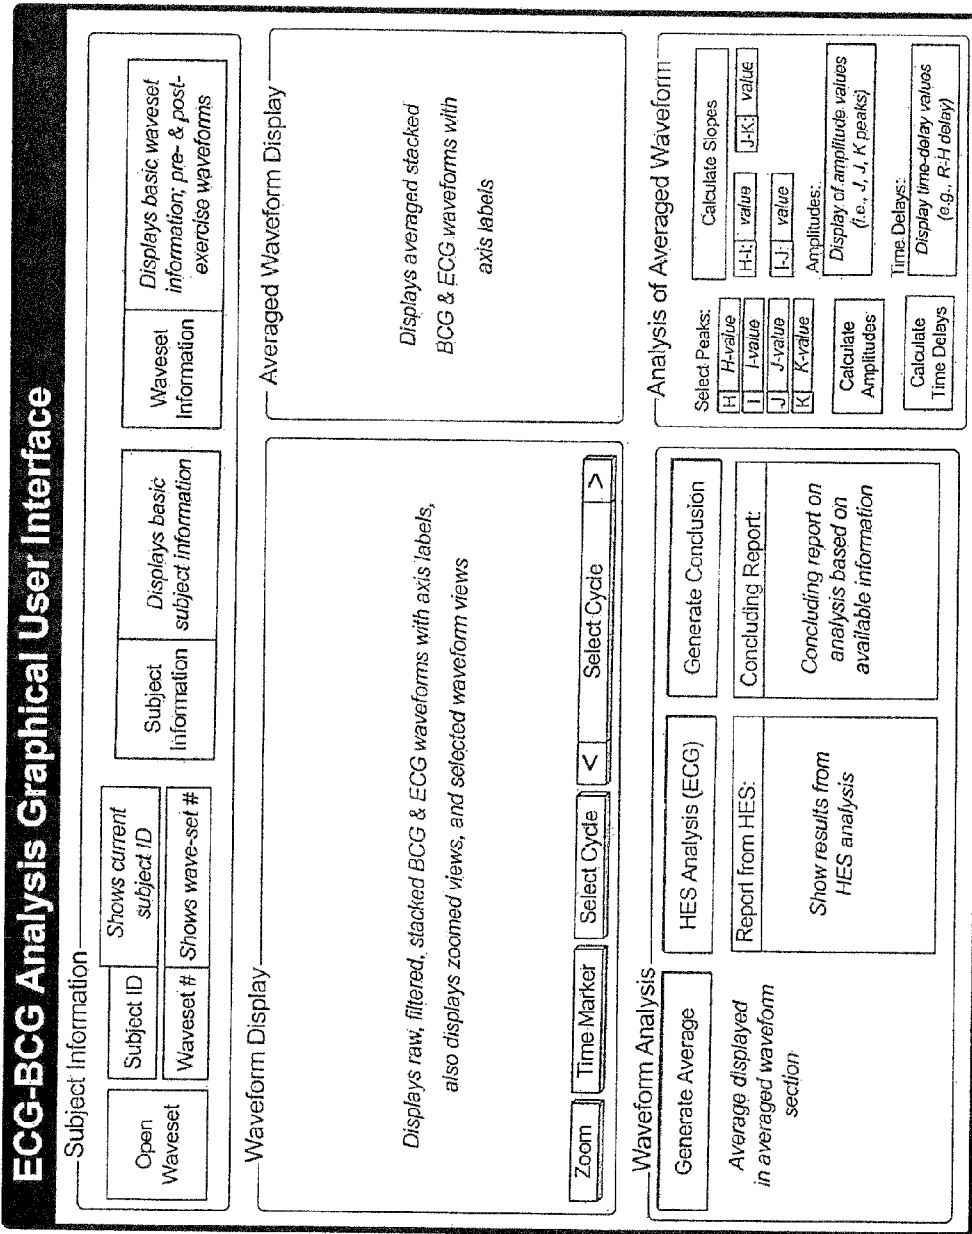 ECG-BCG Analysis Graphical User Interface
Subject Information
Open
Waveset
Subject ID
Shows current
subject ID
Waveset #
Shows wave-set #
Subject
Information
Displays basic
subject information
Waveset
Information
Displays basic waveset
information; pre- & post-
exercise waveforms
Waveform Display
Displays raw, filtered, stacked BCG & ECG waveforms with axis labels,
also displays zoomed views, and selected waveform views
Zoom
Time Marker
Select Cycle
<
Select Cycle
>
Averaged Waveform Display
Displays averaged stacked
BCG & ECG waveforms with
axis labels
Waveform Analysis
Generate Average
Average displayed
in averaged waveform
section
HES Analysis (ECG)
Report from HES:
Show results from
HES analysis
Generate Conclusion
Concluding Report:
Concluding report on
analysis based on
available information
Analysis of Averaged Waveform
Select Peaks:
H H-value
I I-value
J J-value
K K-value
Calculate Slopes
H-I: value
J-K: value
I-J: value
Calculate
Amplitudes
Amplitudes:
Display of amplitude values
(i.e., J, J, K peaks)
Calculate
Time Delays
Time Delays:
Display time-delay values
(e.g., R-H delay)